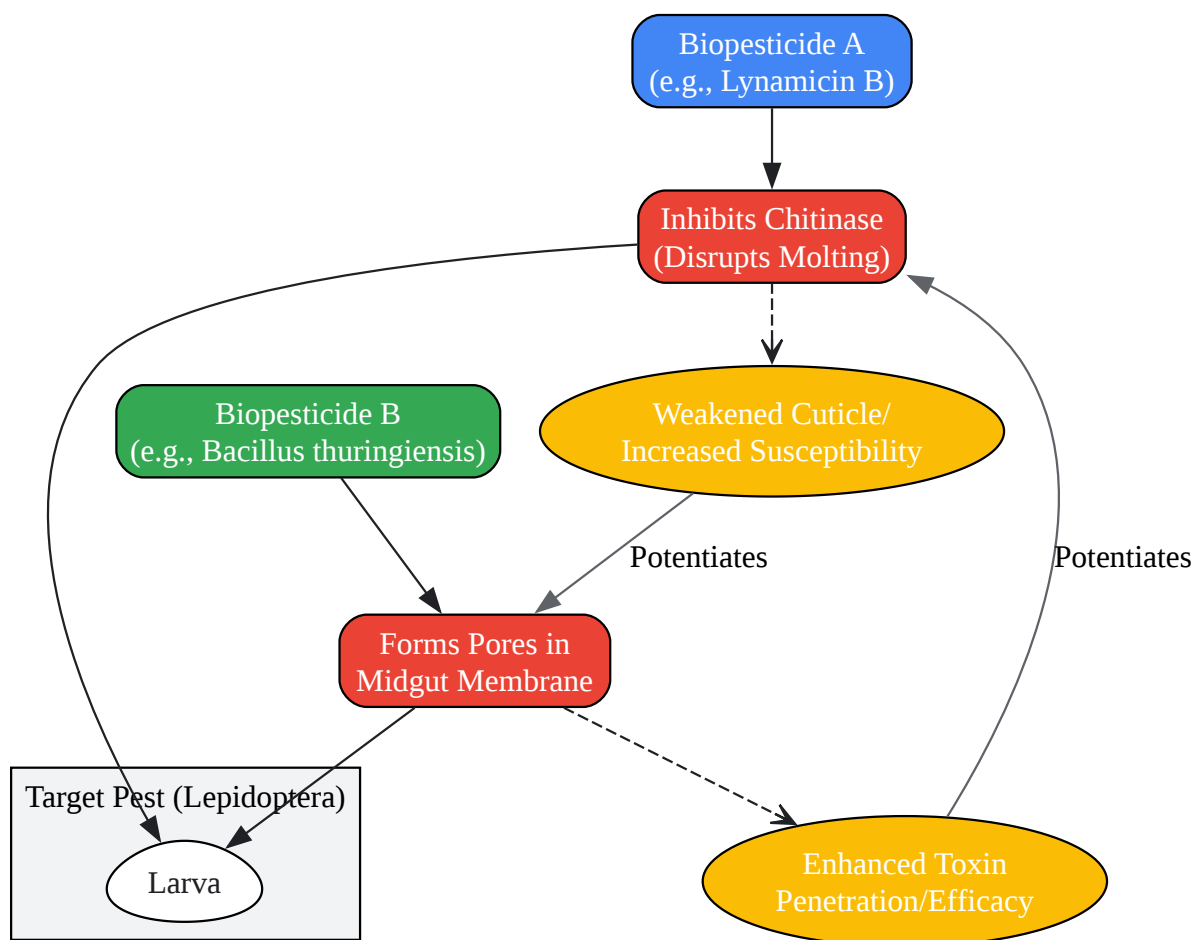 Biopesticide A
(e.g., Lynamicin B)
Inhibits Chitinase
(Disrupts Molting)
Biopesticide B
(e.g., Bacillus thuringiensis)
Weakened Cuticle/
Increased Susceptibility
Potentiates
Potentiates
Forms Pores in
Midgut Membrane
Target Pest (Lepidoptera)
Larva
Enhanced Toxin
Penetration/Efficacy